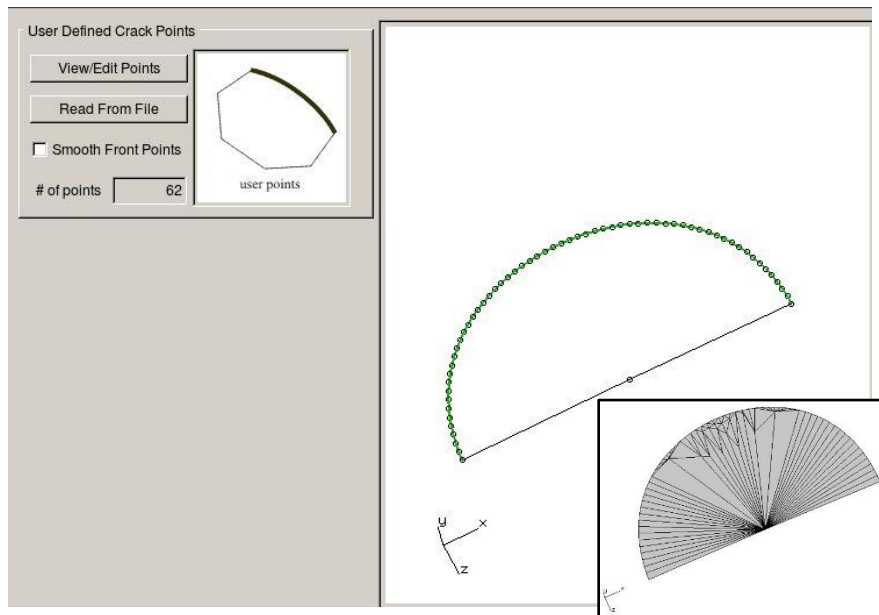 User Defined Crack Points
View/Edit Points
Read From File
Smooth Front Points
# of points 62
user points
y
x
z